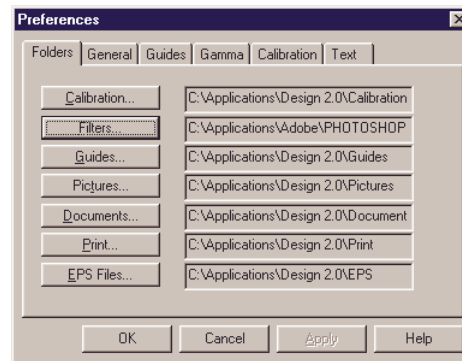 Preferences
Folders General Guides Gamma Calibration Text
Calibration... C:\Applications\Design 2.0\Calibration
Filters... C:\Applications\Adobe\PHOTOSHOP
Guides... C:\Applications\Design 2.0\Guides
Pictures... C:\Applications\Design 2.0\Pictures
Documents... C:\Applications\Design 2.0\Document
Print... C:\Applications\Design 2.0\Print
EPS Files... C:\Applications\Design 2.0\EPS
OK Cancel Apply Help